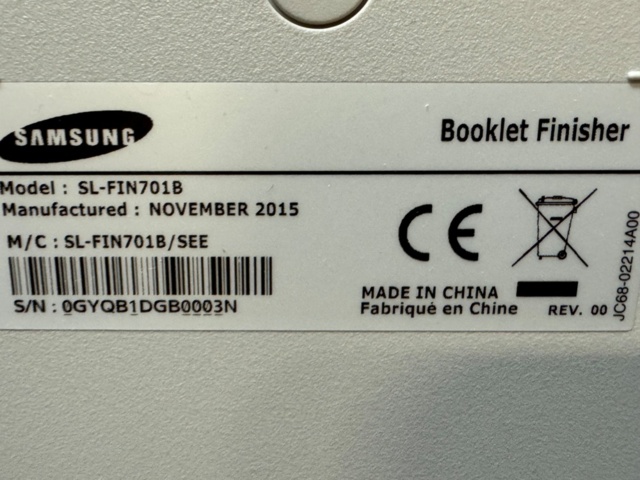 SAMSUNG
Booklet Finisher
Model : SL-FIN701B
Manufactured : NOVEMBER 2015
M/C : SL-FIN701B/SEE
S/N : 0GYQB1DGB0003N
CE
MADE IN CHINA
Fabriqué en Chine
REV. 00
JC68-02214A00